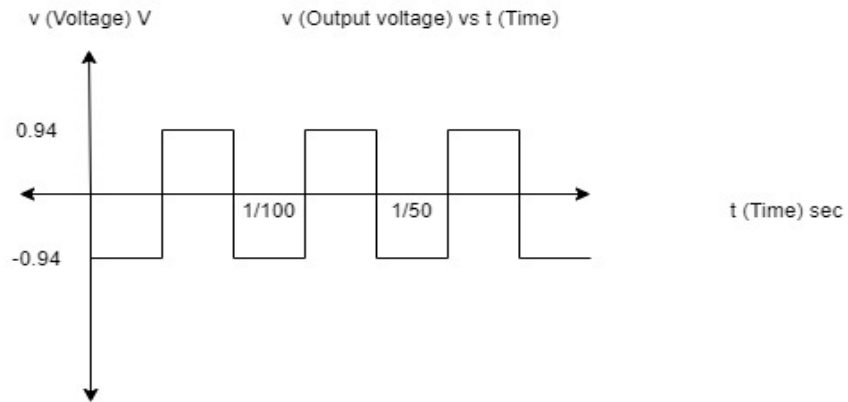 v (Voltage) V
v (Output voltage) vs t (Time)
0.94
1/100
1/50
t (Time) sec
-0.94